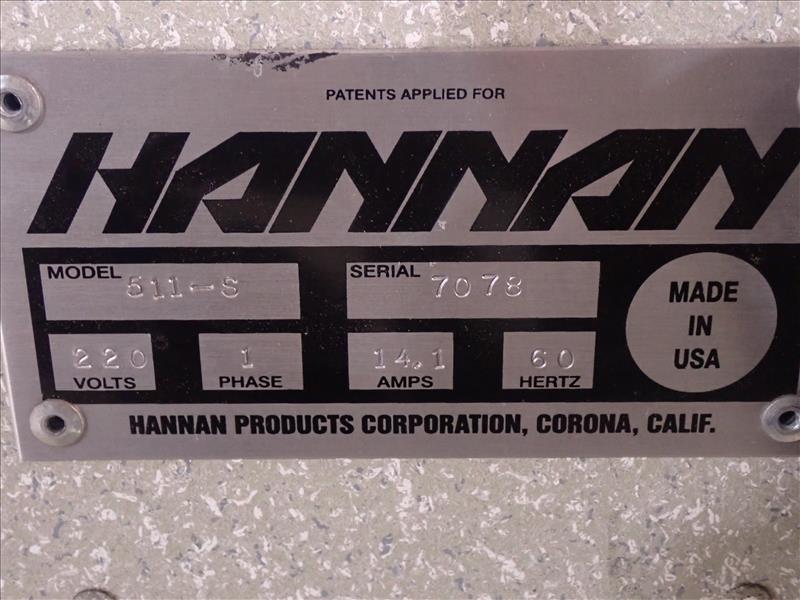 PATENTS APPLIED FOR
HANNAN
MODEL 511-S SERIAL 7078
220 VOLTS 1 PHASE 14.1 AMPS 60 HERTZ
MADE
IN
USA
HANNAN PRODUCTS CORPORATION, CORONA, CALIF.